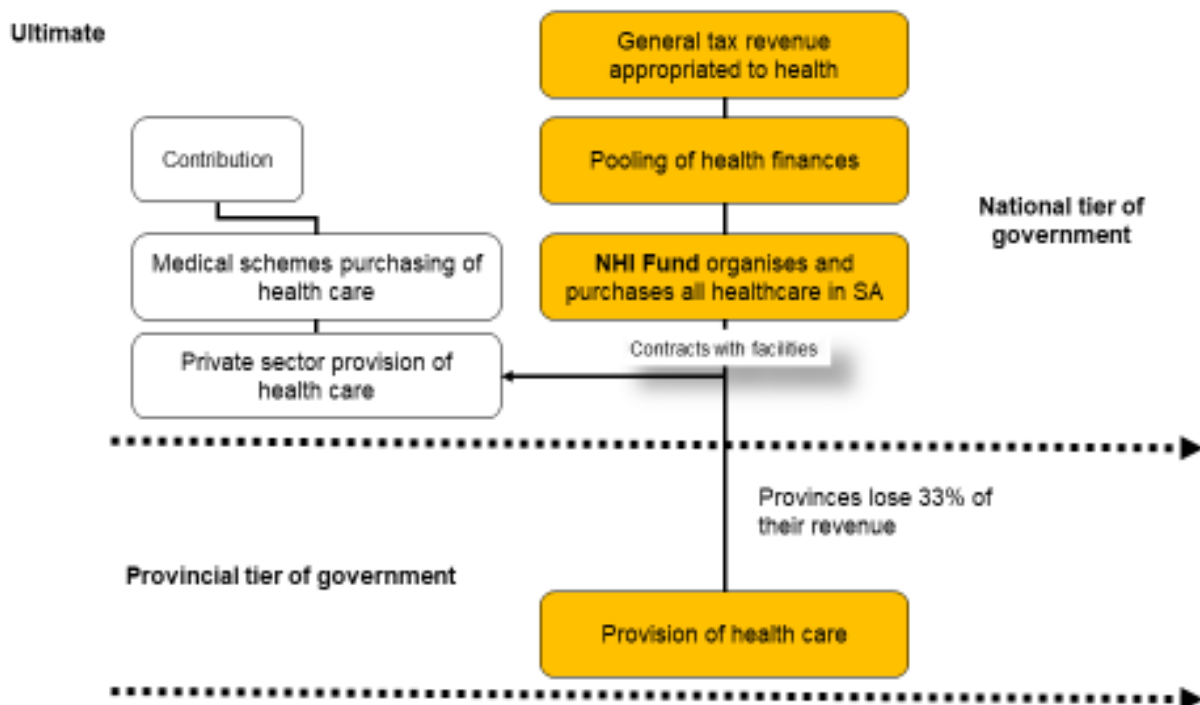 Ultimate
General tax revenue
appropriated to health
Contribution
Pooling of health finances
National tier of
government
Medical schemes purchasing of
health care
NHI Fund organises and
purchases all healthcare in SA
Contracts with facilities
Private sector provision of
health care
Provinces lose 33% of
their revenue
Provincial tier of government
Provision of health care